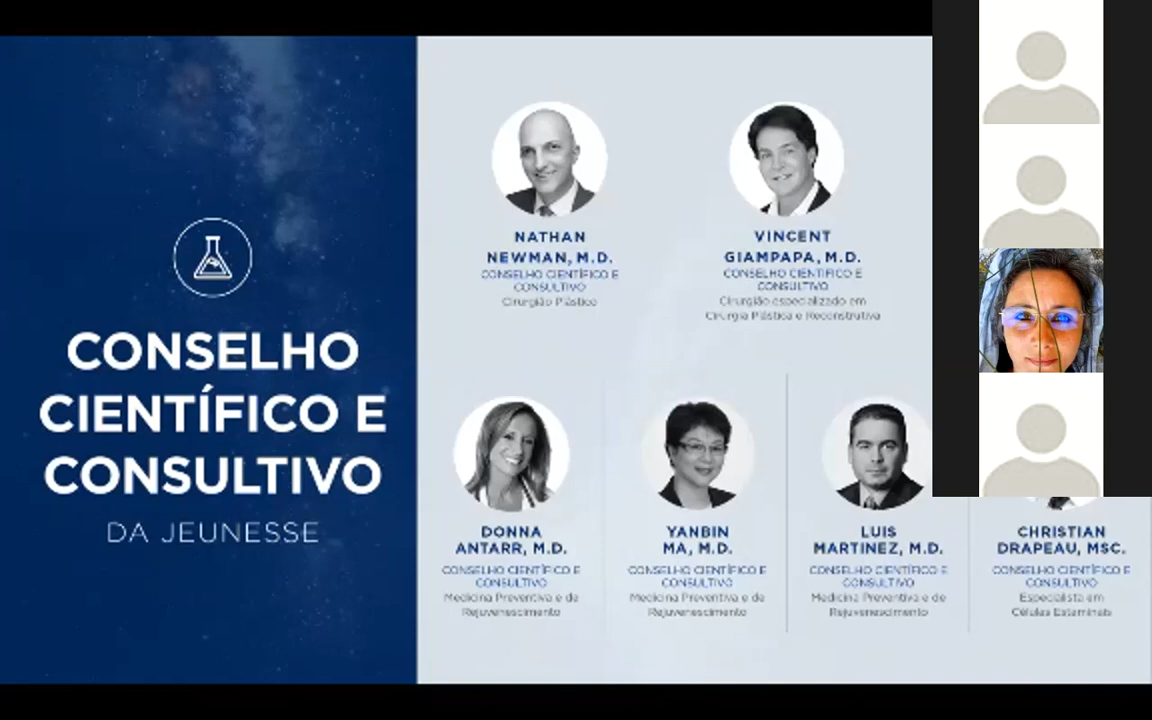 CONSELHO
CIENTÍFICO E
CONSULTIVO
DA JEUNESSE
NATHAN
NEWMAN, M.D.
CONSELHO CIENTÍFICO E
CONSULTIVO
Cirurgião Plástico
VINCENT
GIAMPAPA, M.D.
CONSELHO CIENTÍFICO E
CONSULTIVO
Cirurgião especializado em
Cirurgia Plástica e Reconstrutiva
DONNA
ANTARR, M.D.
CONSELHO CIENTÍFICO E
CONSULTIVO
Medicina Preventiva e de
Rejuvenescimento
YANBIN
MA, M.D.
CONSELHO CIENTÍFICO E
CONSULTIVO
Medicina Preventiva e de
Rejuvenescimento
LUIS
MARTINEZ, M.D.
CONSELHO CIENTÍFICO E
CONSULTIVO
Medicina Preventiva e de
Rejuvenescimento
CHRISTIAN
DRAPEAU, MSC.
CONSELHO CIENTÍFICO E
CONSULTIVO
Especialista em
Células Estaminais